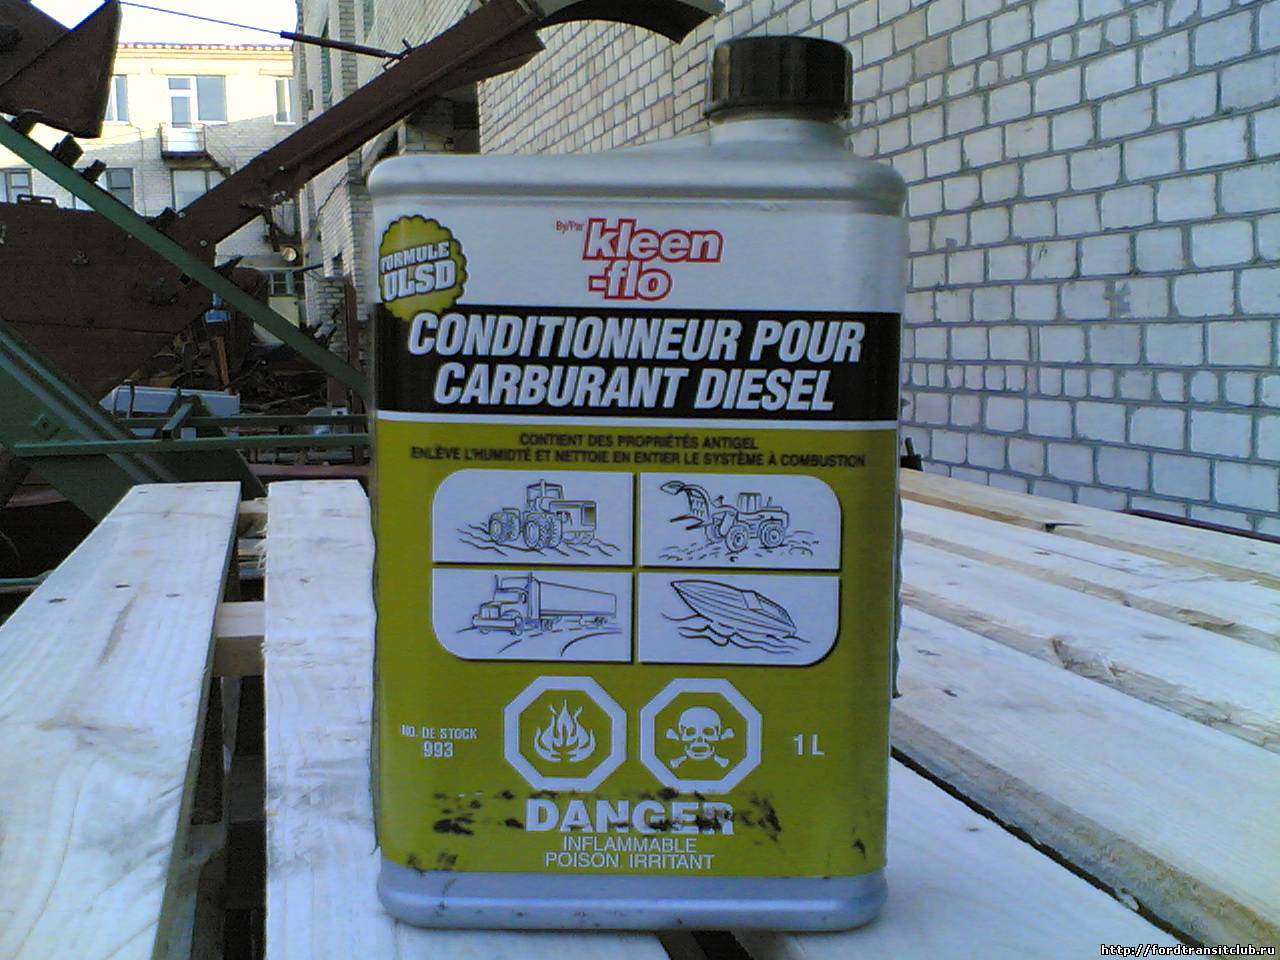 FORMULE
ULSD
By/Par
kleen
-flo
CONDITIONNEUR POUR
CARBURANT DIESEL
CONTIENT DES PROPRIÉTÉS ANTIGEL
ENLÈVE L'HUMIDITÉ ET NETTOIE EN ENTIER LE SYSTÈME À COMBUSTION
NO. DE STOCK
993
1 L
DANGER
INFLAMMABLE
POISON. IRRITANT
http://fordtransitclub.ru